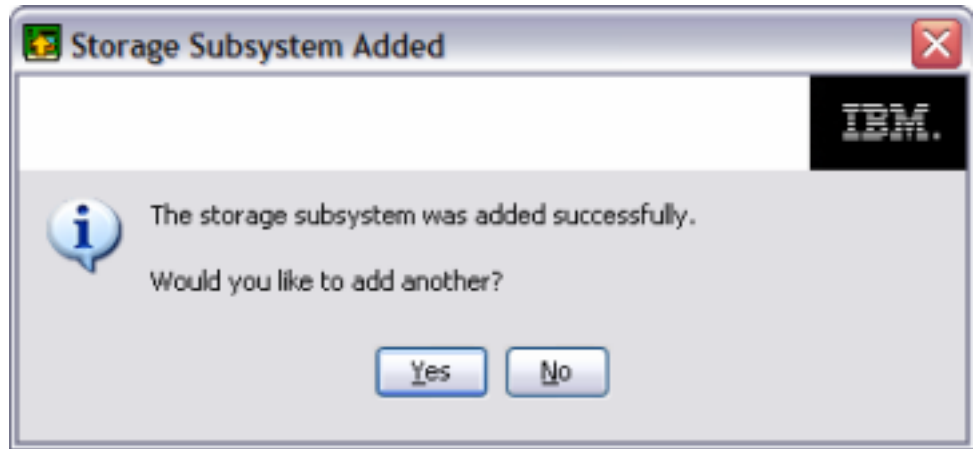 Storage Subsystem Added
IBM.
The storage subsystem was added successfully.
Would you like to add another?
Yes
No